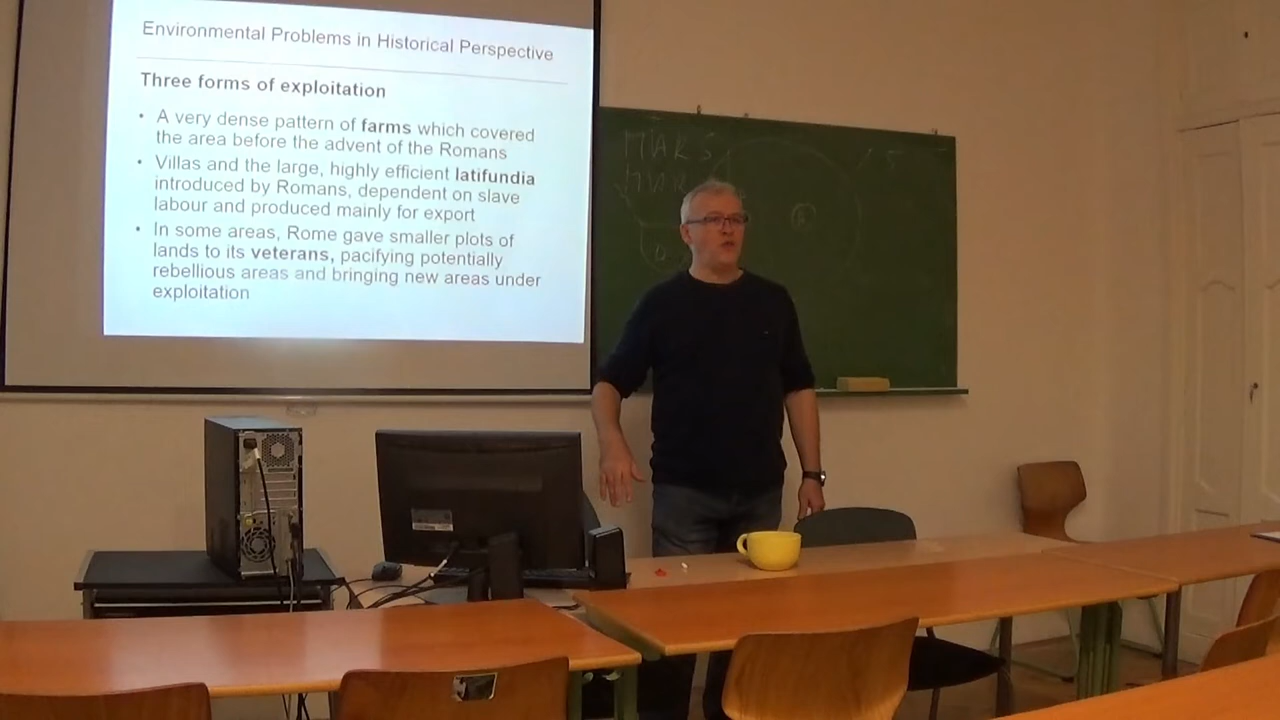 Environmental Problems in Historical Perspective
Three forms of exploitation
• A very dense pattern of farms which covered
the area before the advent of the Romans
• Villas and the large, highly efficient latifundia
introduced by Romans, dependent on slave
labour and produced mainly for export
• In some areas, Rome gave smaller plots of
lands to its veterans, pacifying potentially
rebellious areas and bringing new areas under
exploitation
MARS